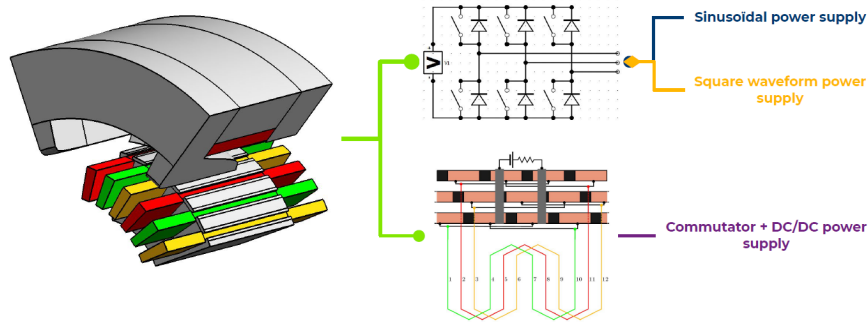 Sinusoïdal power supply
V
Square waveform power
supply
Commutator + DC/DC power
supply
1 2 3 4 5 6 7 8 9 10 11 12